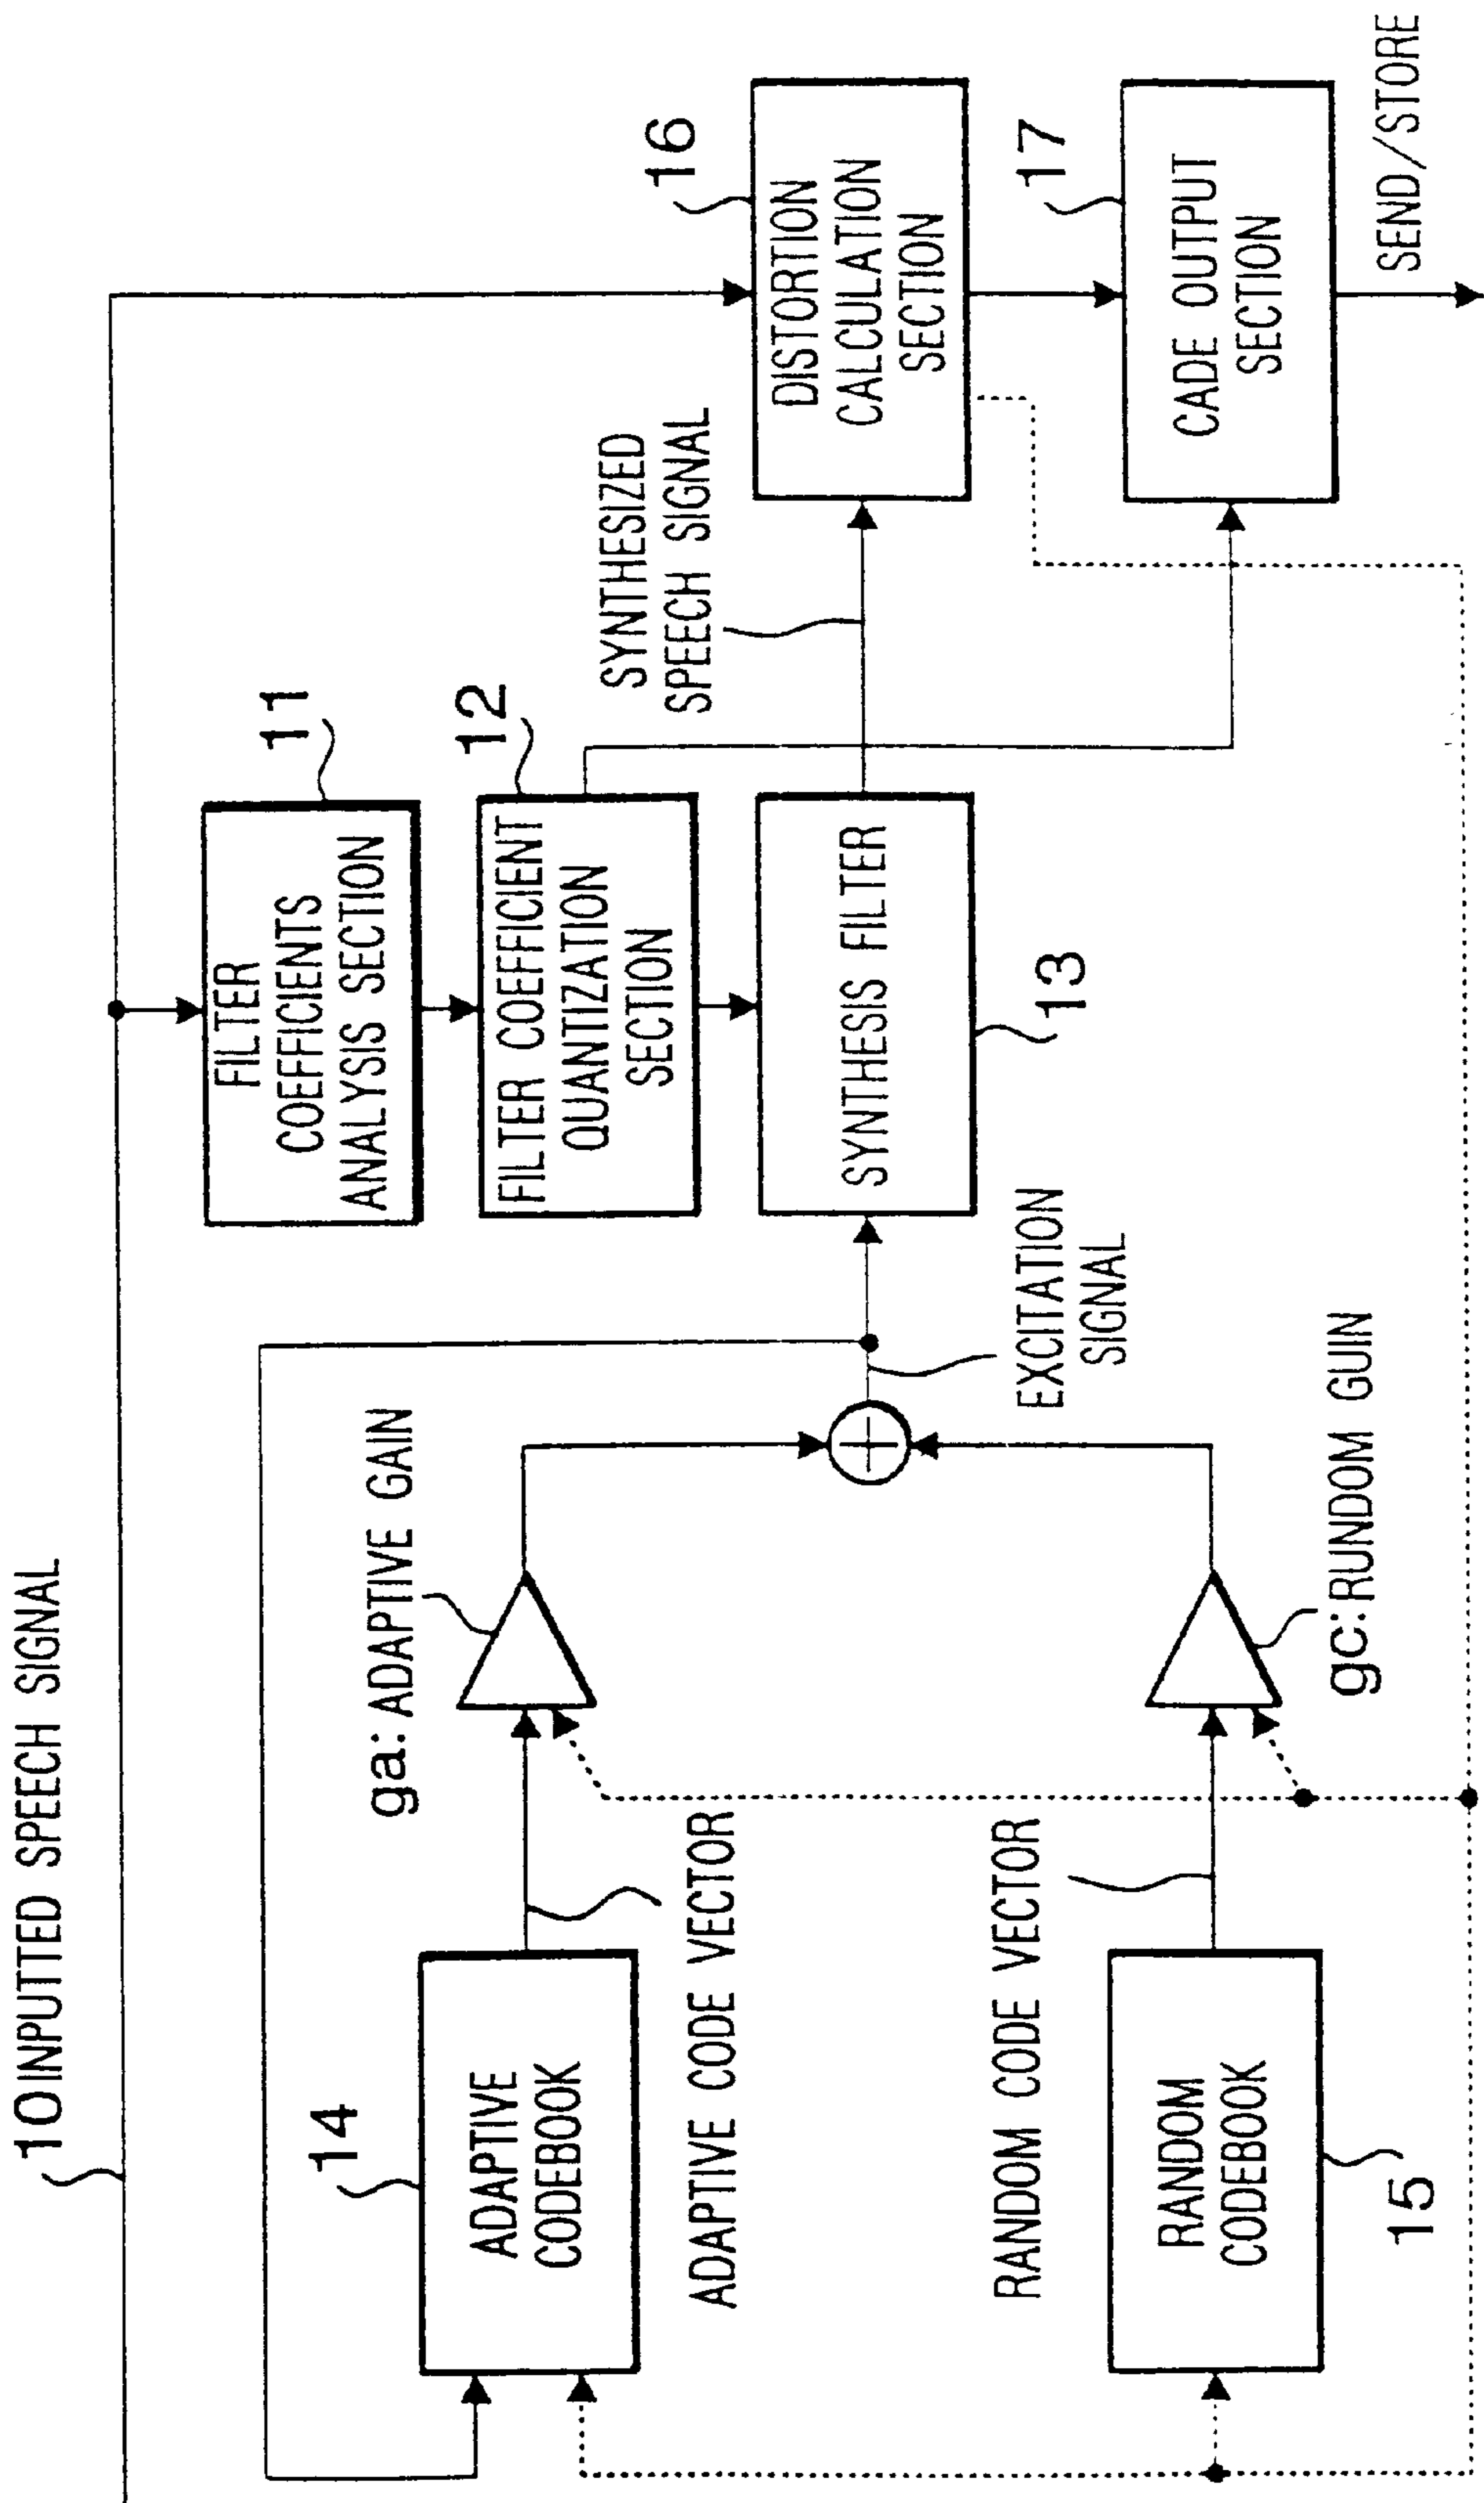 10 INPUTTED SPEECH SIGNAL
11
FILTER
COEFFICIENTS
ANALYSIS SECTION
12
FILTER COEFFICIENT
QUANTIZATION
SECTION
14
ADAPTIVE
CODEBOOK
ga: ADAPTIVE GAIN
ADAPTIVE CODE VECTOR
SYNTHESIS FILTER
13
SYNTHESIZED
SPEECH SIGNAL
16
DISTORTION
CALCULATION
SECTION
EXCITATION
SIGNAL
RANDOM CODE VECTOR
RANDOM
CODEBOOK
15
gc: RUNDOM GUIN
17
CADE OUTPUT
SECTION
SEND/STORE